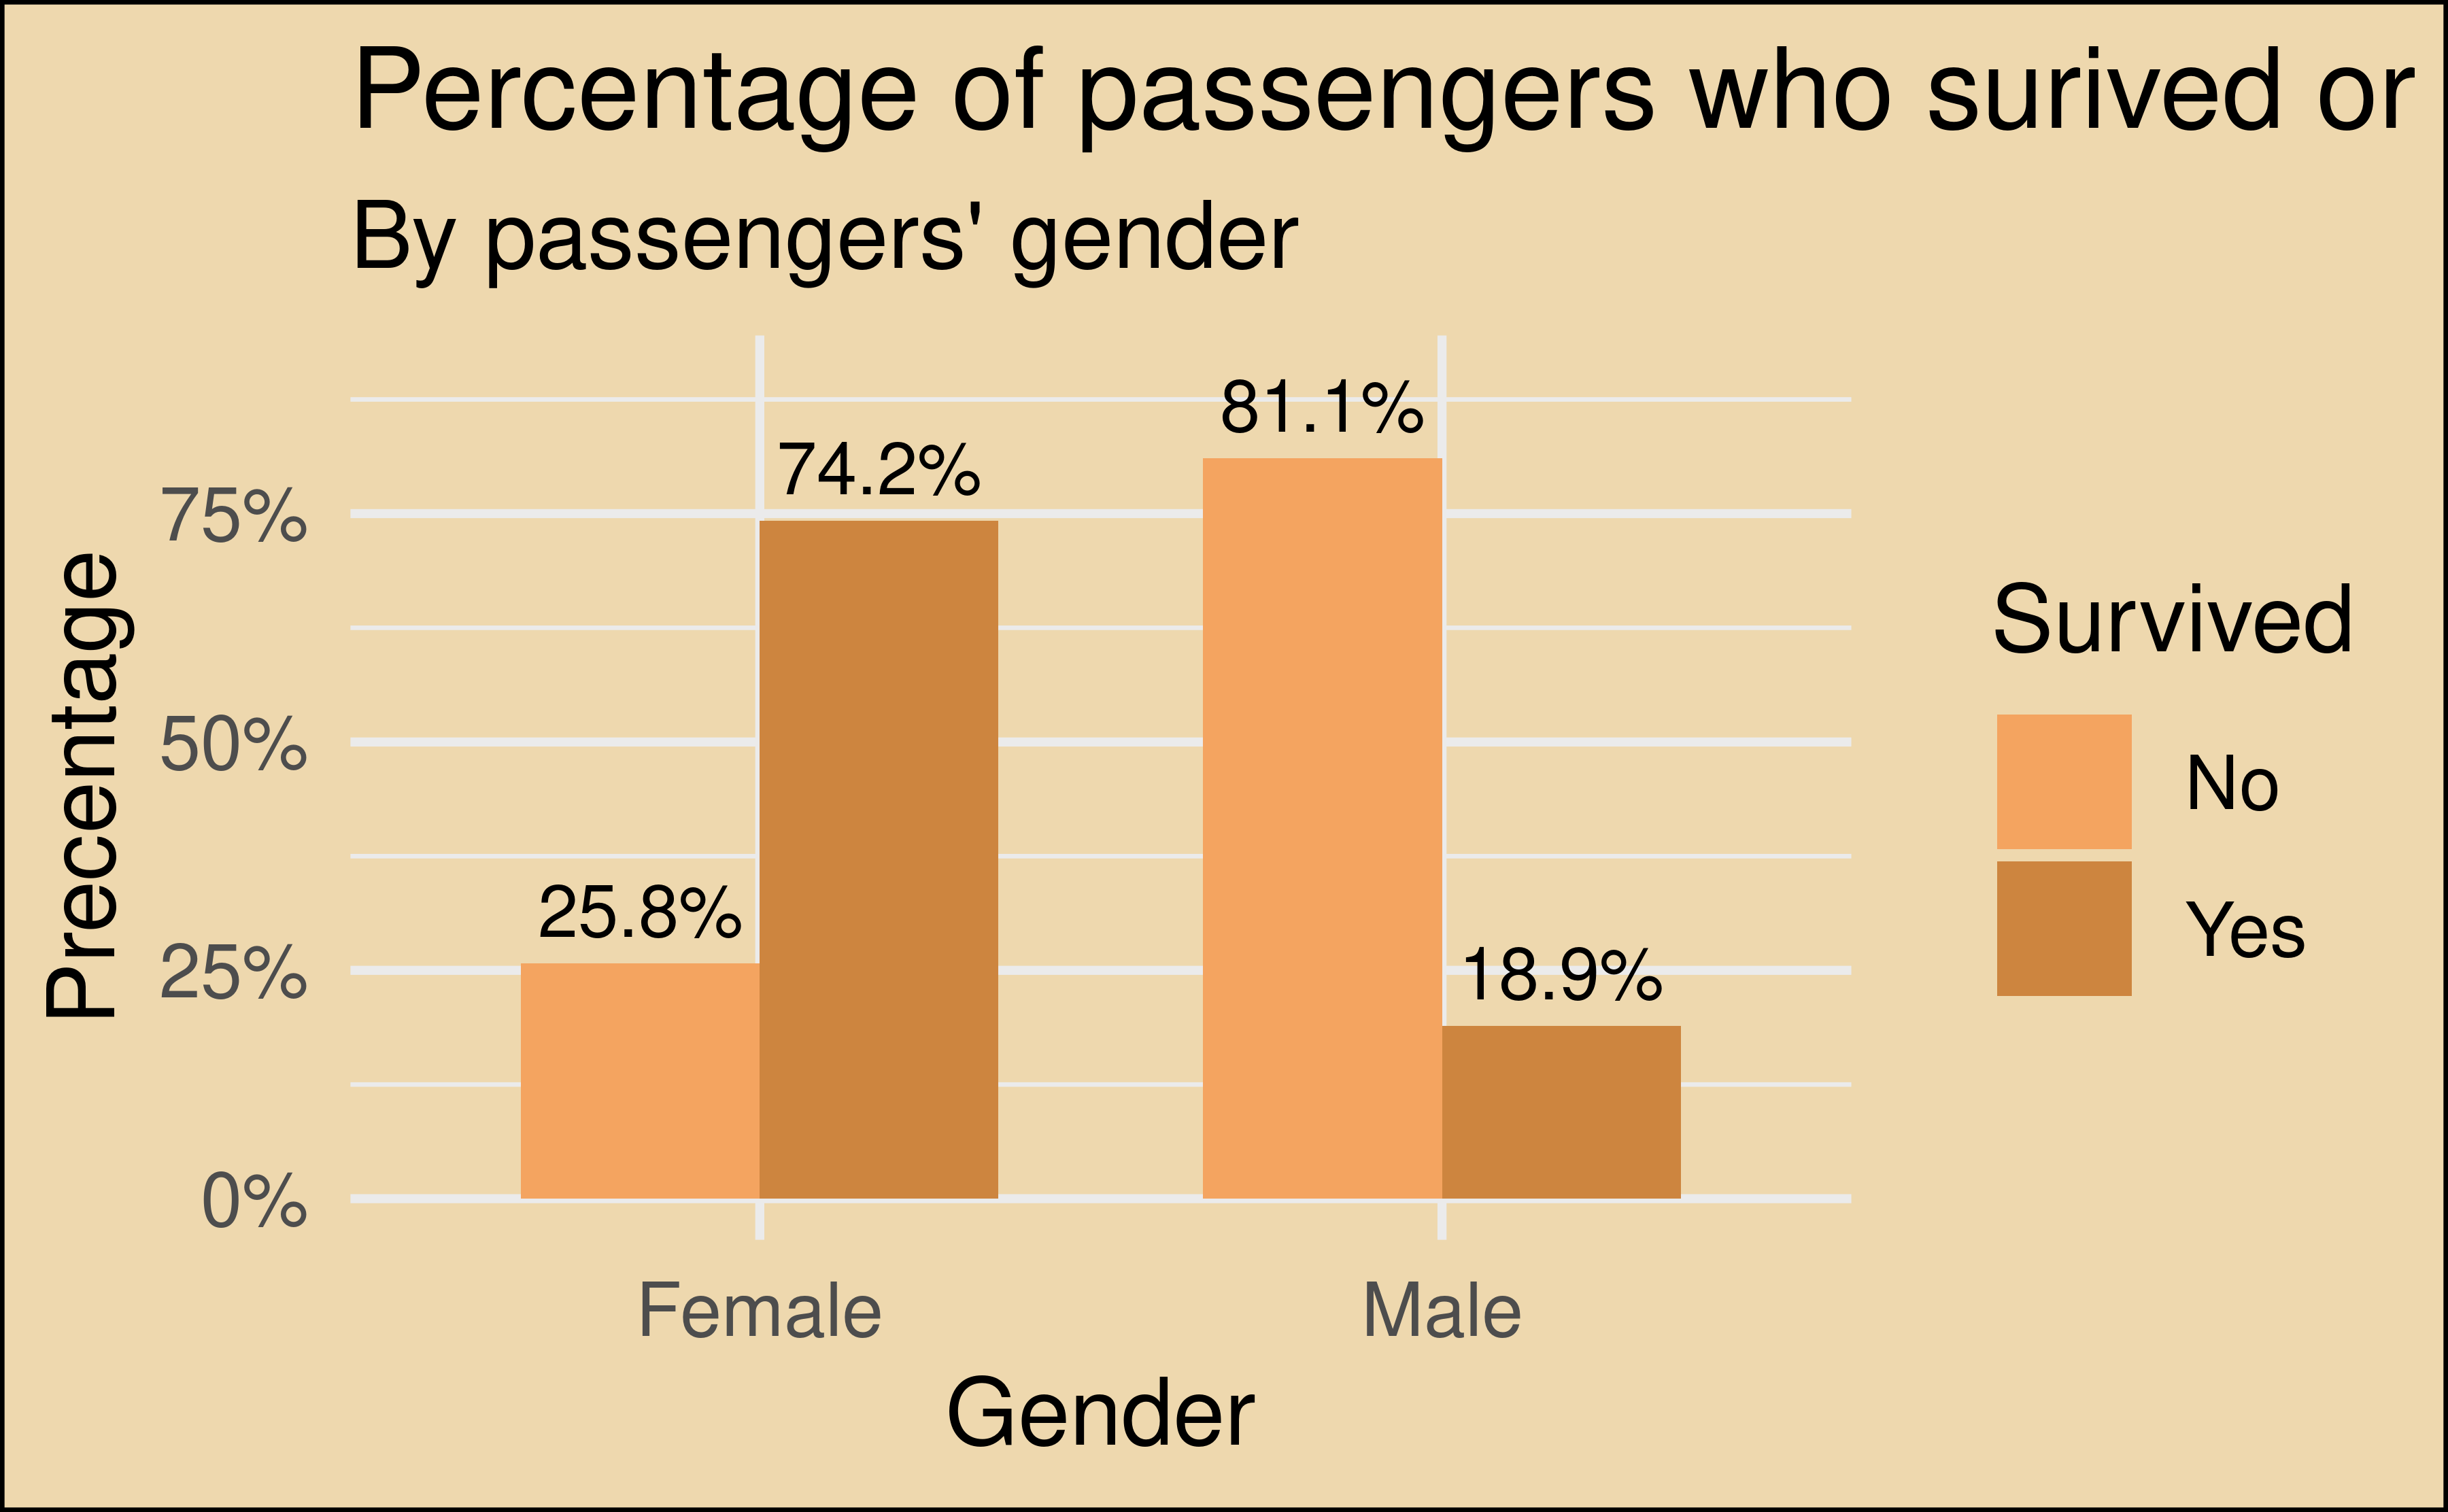 Percentage of passengers who surived or
By passengers' gender
81.1%
74.2%
75%
50%
25.8%
25%
18.9%
0%
Precentage
Female
Male
Gender
Survived
No
Yes